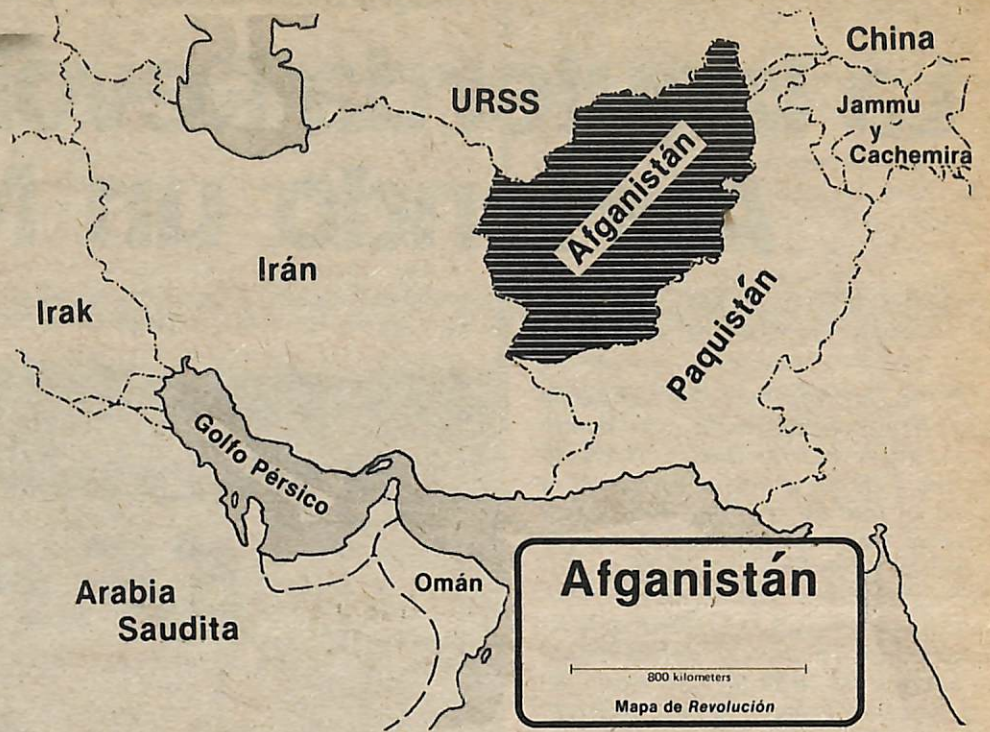 China
URSS
Jammu
y
Cachemira
Afganistán
Irán
Irak
Paquistán
Golfo Pérsico
Arabia
Saudita
Omán
Afganistán
800 kilometers
Mapa de Revolución